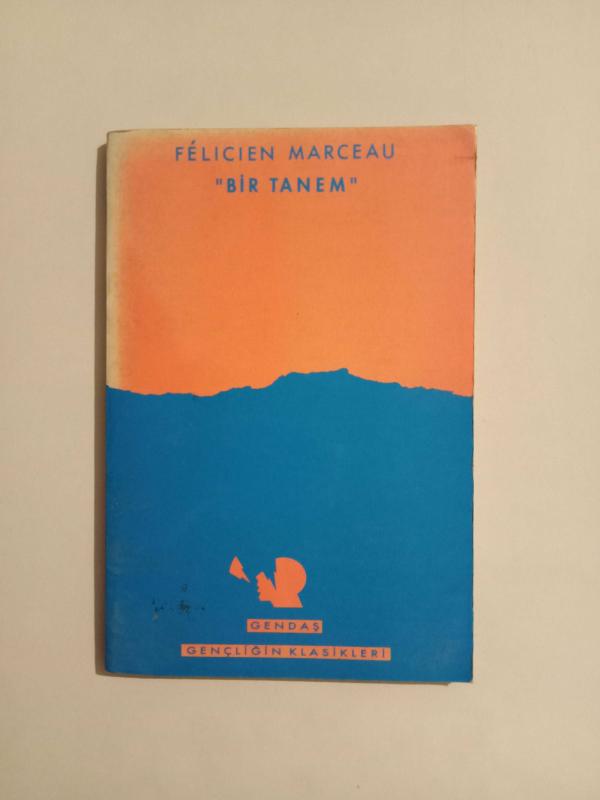 FÉLICIEN MARCEAU
"BİR TANEM"
GENDAŞ
GENÇLİĞİN KLASİKLERİ